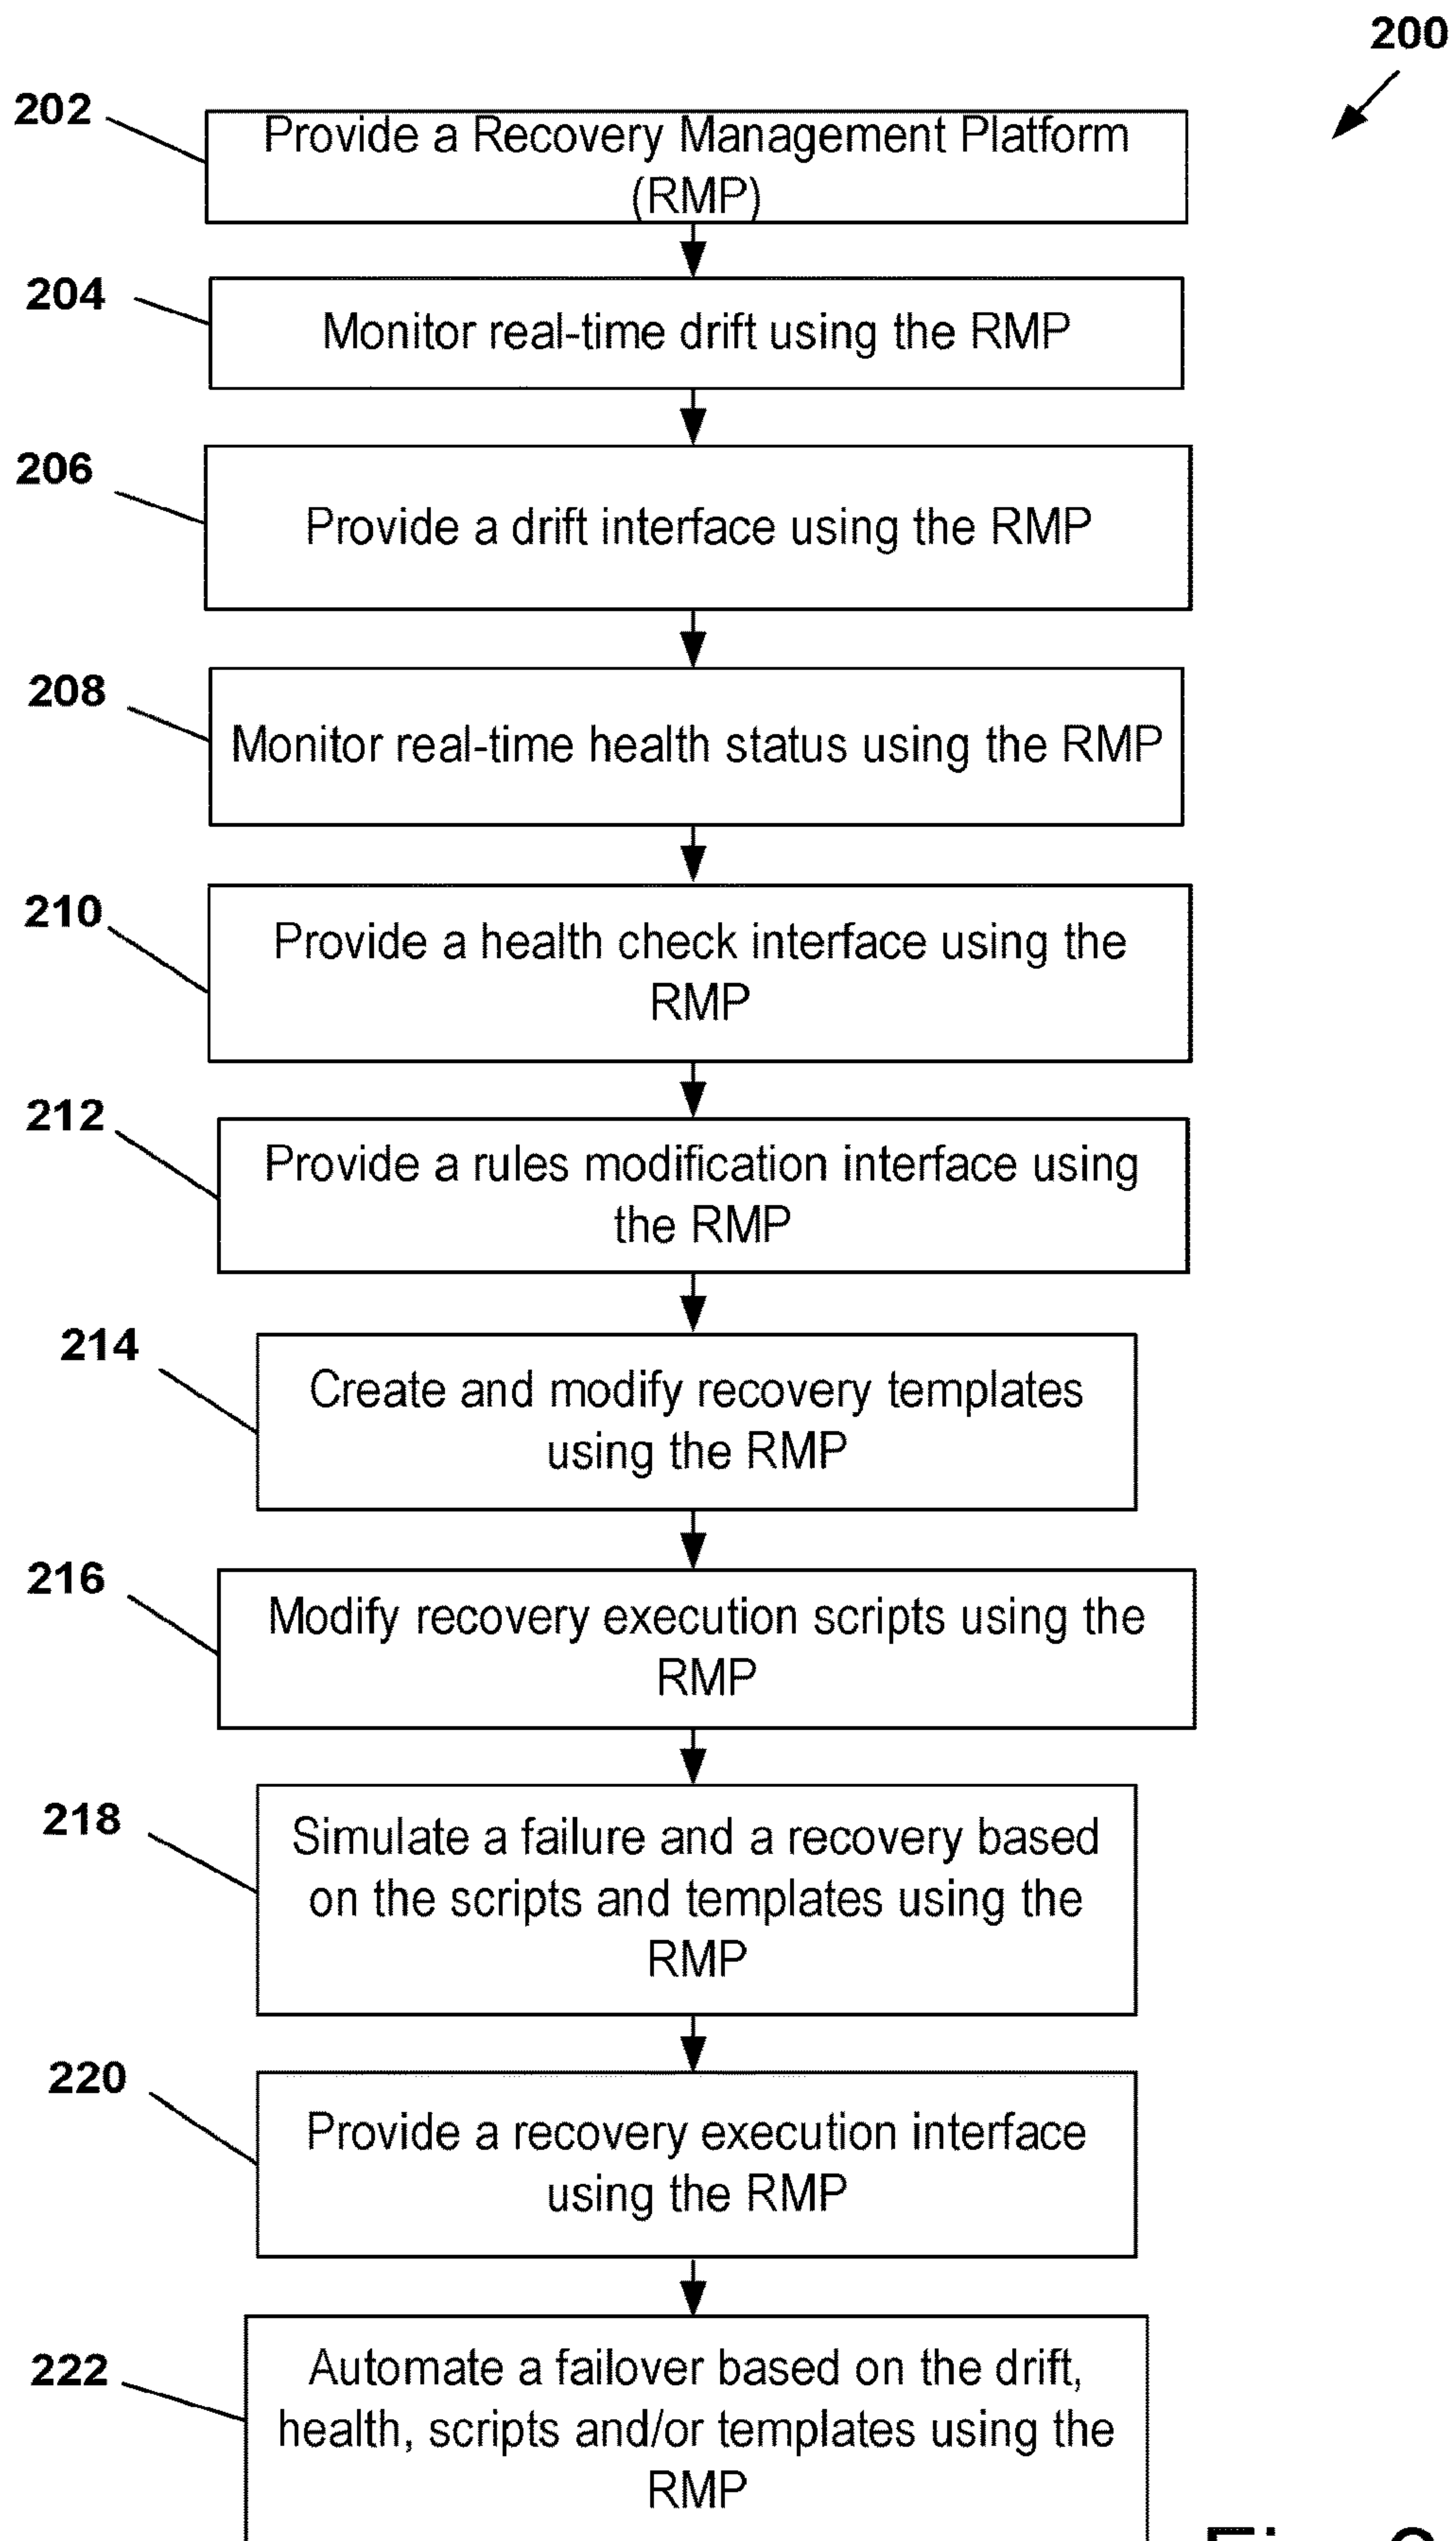 200
202
Provide a Recovery Management Platform
(RMP)
204
Monitor real-time drift using the RMP
206
Provide a drift interface using the RMP
208
Monitor real-time health status using the RMP
210
Provide a health check interface using the
RMP
212
Provide a rules modification interface using
the RMP
214
Create and modify recovery templates
using the RMP
216
Modify recovery execution scripts using the
RMP
218
Simulate a failure and a recovery based
on the scripts and templates using the
RMP
220
Provide a recovery execution interface
using the RMP
222
Automate a failover based on the drift,
health, scripts and/or templates using the
RMP